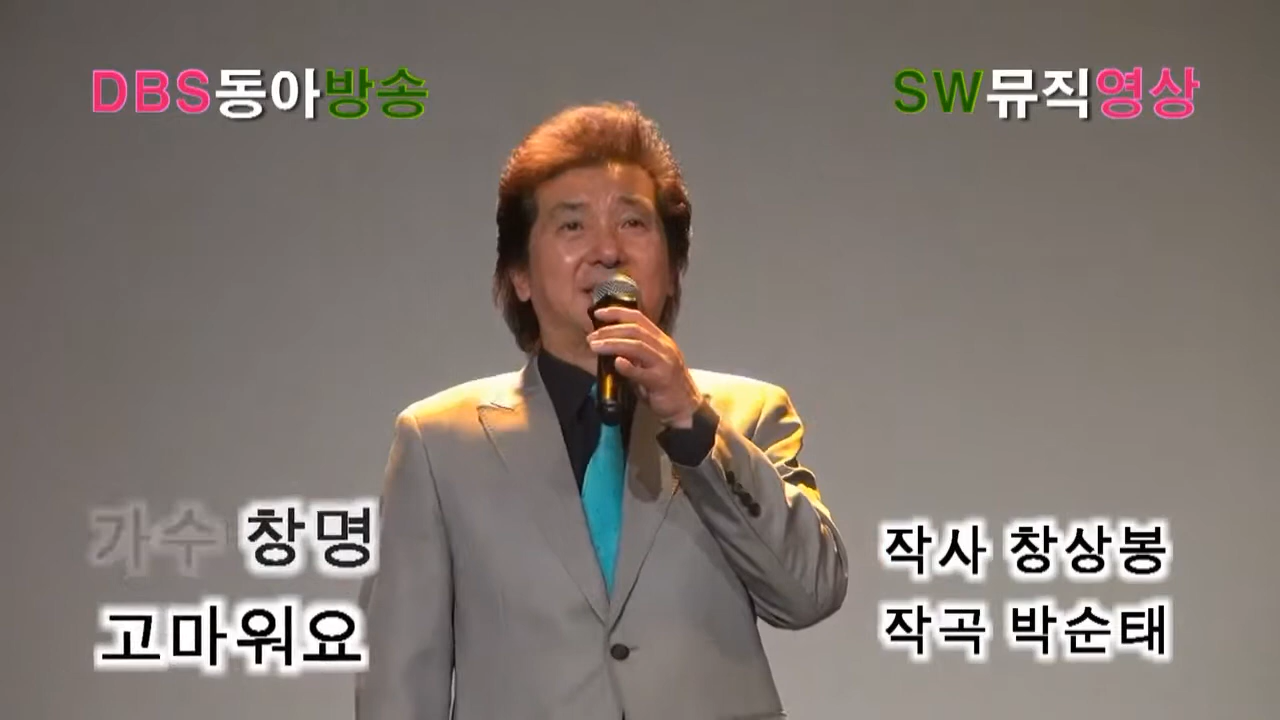 DBS동아방송
SW뮤직영상
가수 창명
고마워요
작사 창상봉
작곡 박순태